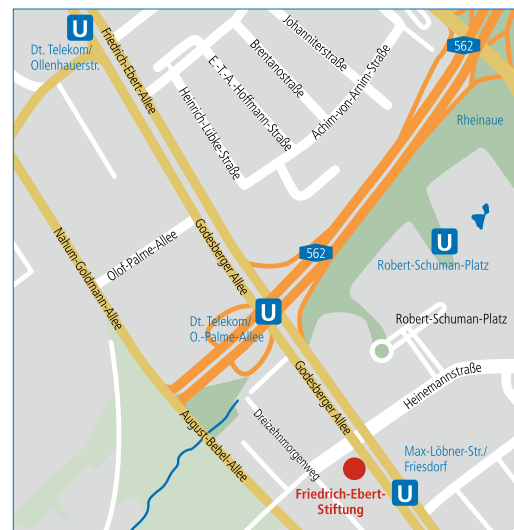 U
Dt. Telekom/
Ollenhauerstr.
Friedrich-Ebert-Allee
Johanniterstraße
Brentanostraße
E.-T.-A.-Hoffmann-Straße
Heinrich-Lübke-Straße
Achim-von-Arnim-Straße
562
Rheinaue
Nahum-Goldmann-Allee
Olof-Palme-Allee
Godesberger Allee
562
U
Robert-Schuman-Platz
U
Dt. Telekom/
O.-Palme-Allee
Robert-Schuman-Platz
Godesberger Allee
Heinemannstraße
August-Bebel-Allee
Dreizehnmorgenweg
Max-Löbner-Str./
Friesdorf
U
Friedrich-Ebert-
Stiftung